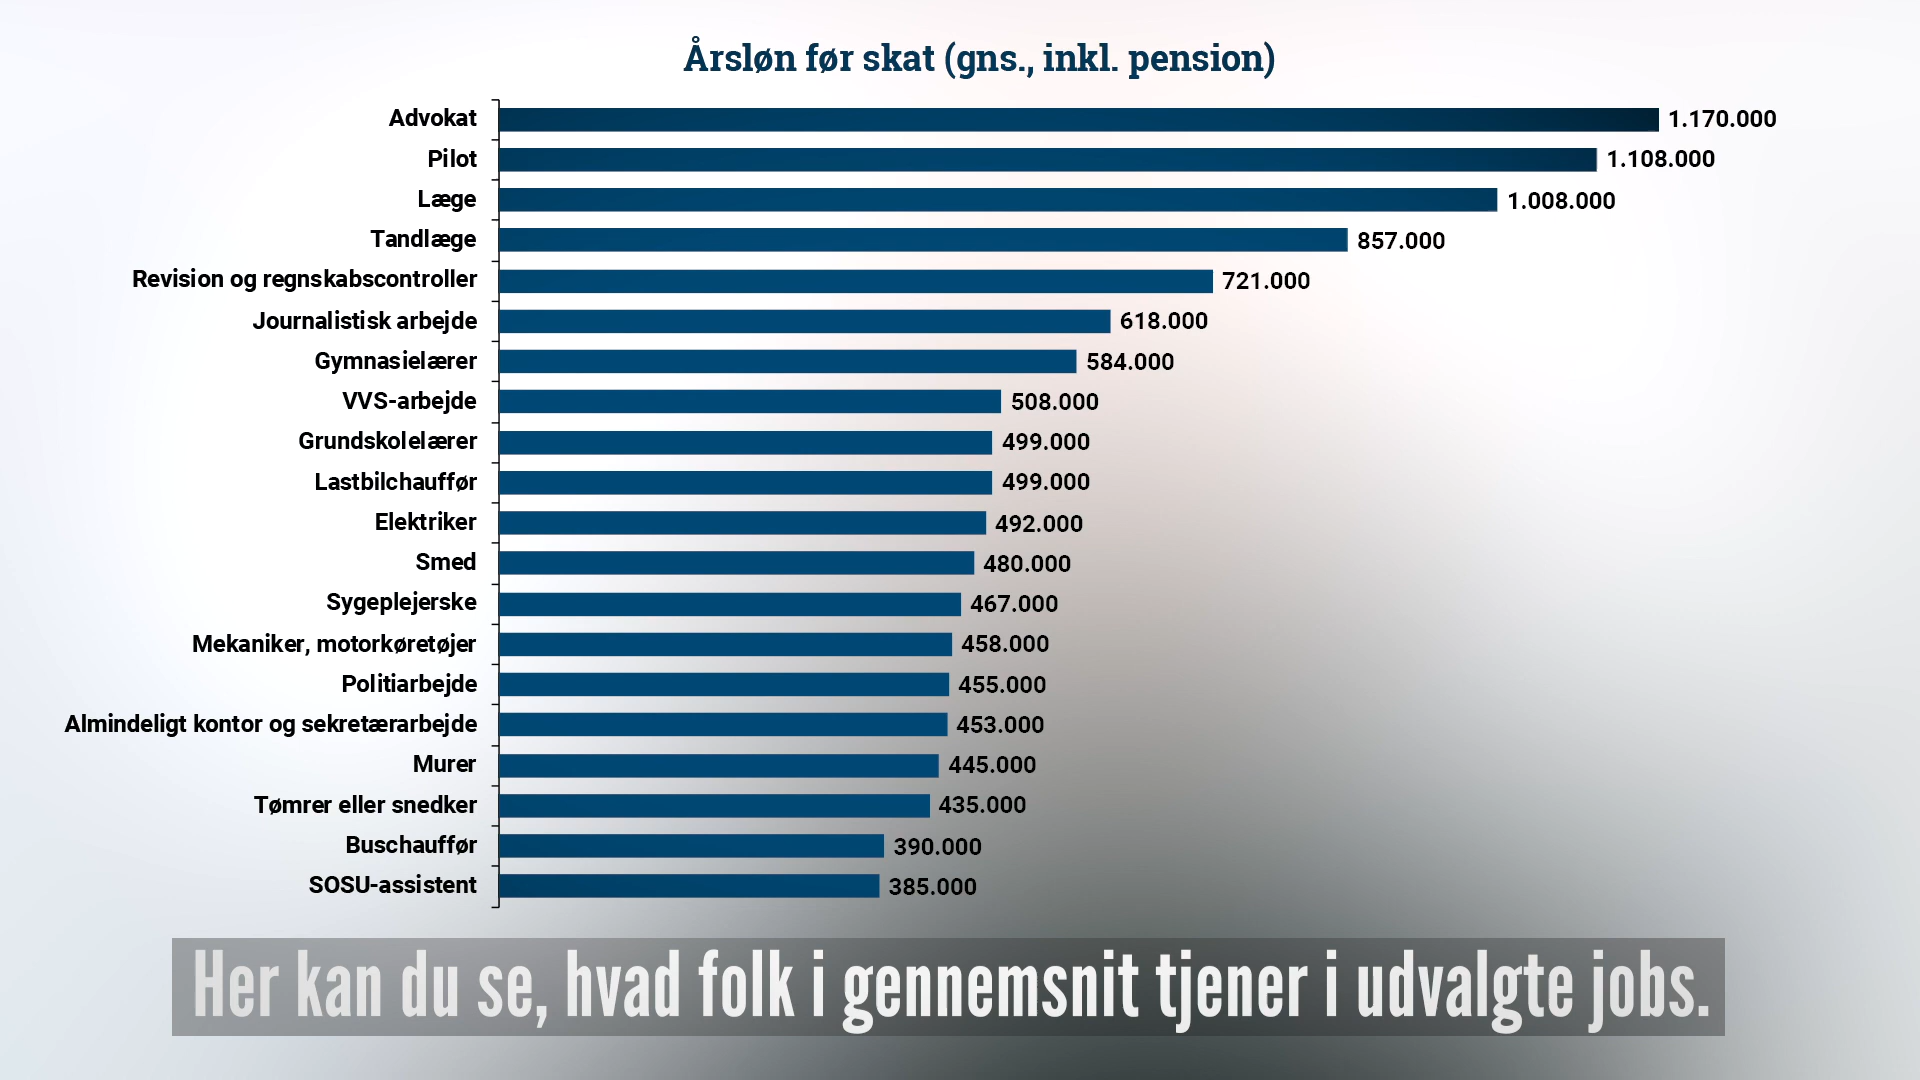 Årsløn før skat (gns., inkl. pension)
Advokat 1.170.000
Pilot 1.108.000
Læge 1.008.000
Tandlæge 857.000
Revision og regnskabscontroller 721.000
Journalistisk arbejde 618.000
Gymnasielærer 584.000
VVS-arbejde 508.000
Grundskolelærer 499.000
Lastbilchauffør 499.000
Elektriker 492.000
Smed 480.000
Sygeplejerske 467.000
Mekaniker, motorkøretøjer 458.000
Politiarbejde 455.000
Almindeligt kontor og sekretærarbejde 453.000
Murer 445.000
Tømrer eller snedker 435.000
Buschauffør 390.000
SOSU-assistent 385.000
Her kan du se, hvad folk i gennemsnit tjener i udvalgte jobs.